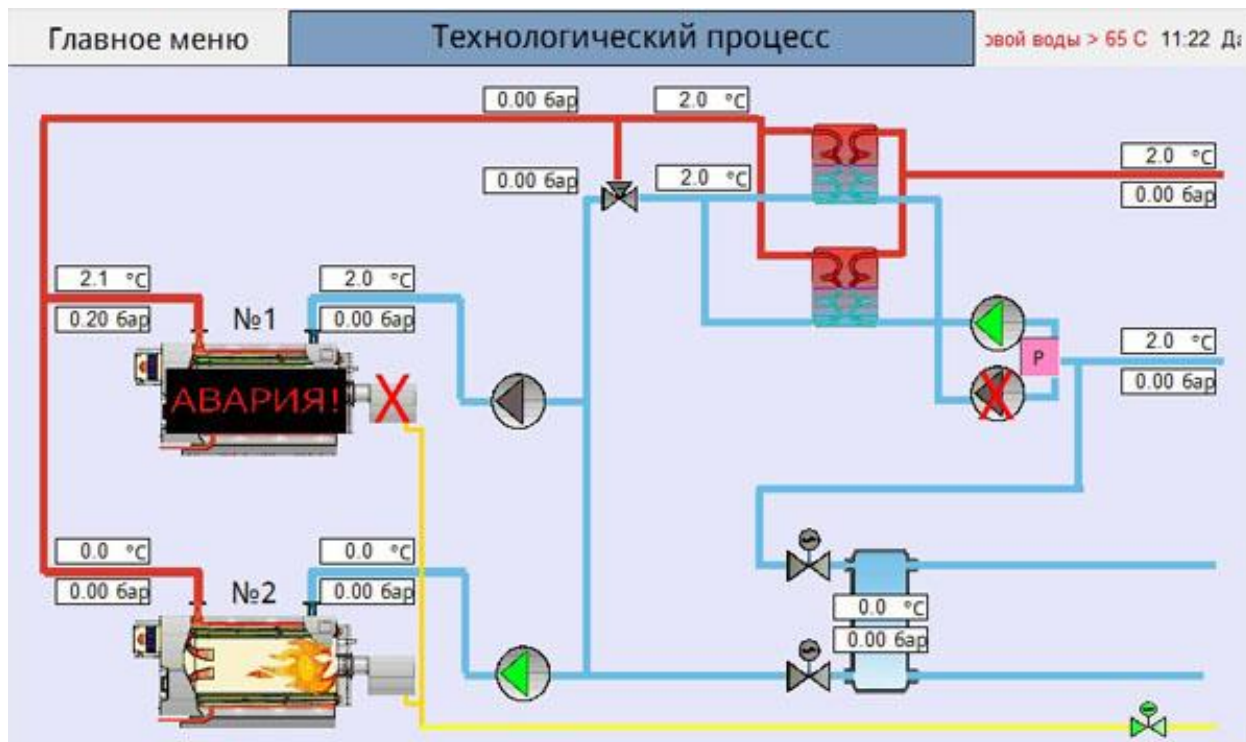 Главное меню
Технологический процесс
овой воды > 65 С 11:22 Да
0.00 бар
2.0 °C
0.00 бар
2.0 °C
2.0 °C
0.00 бар
2.1 °C
0.20 бар
№1
2.0 °C
0.00 бар
АВАРИЯ!
X
P
X
2.0 °C
0.00 бар
0.0 °C
0.00 бар
№2
0.0 °C
0.00 бар
0.0 °C
0.00 бар